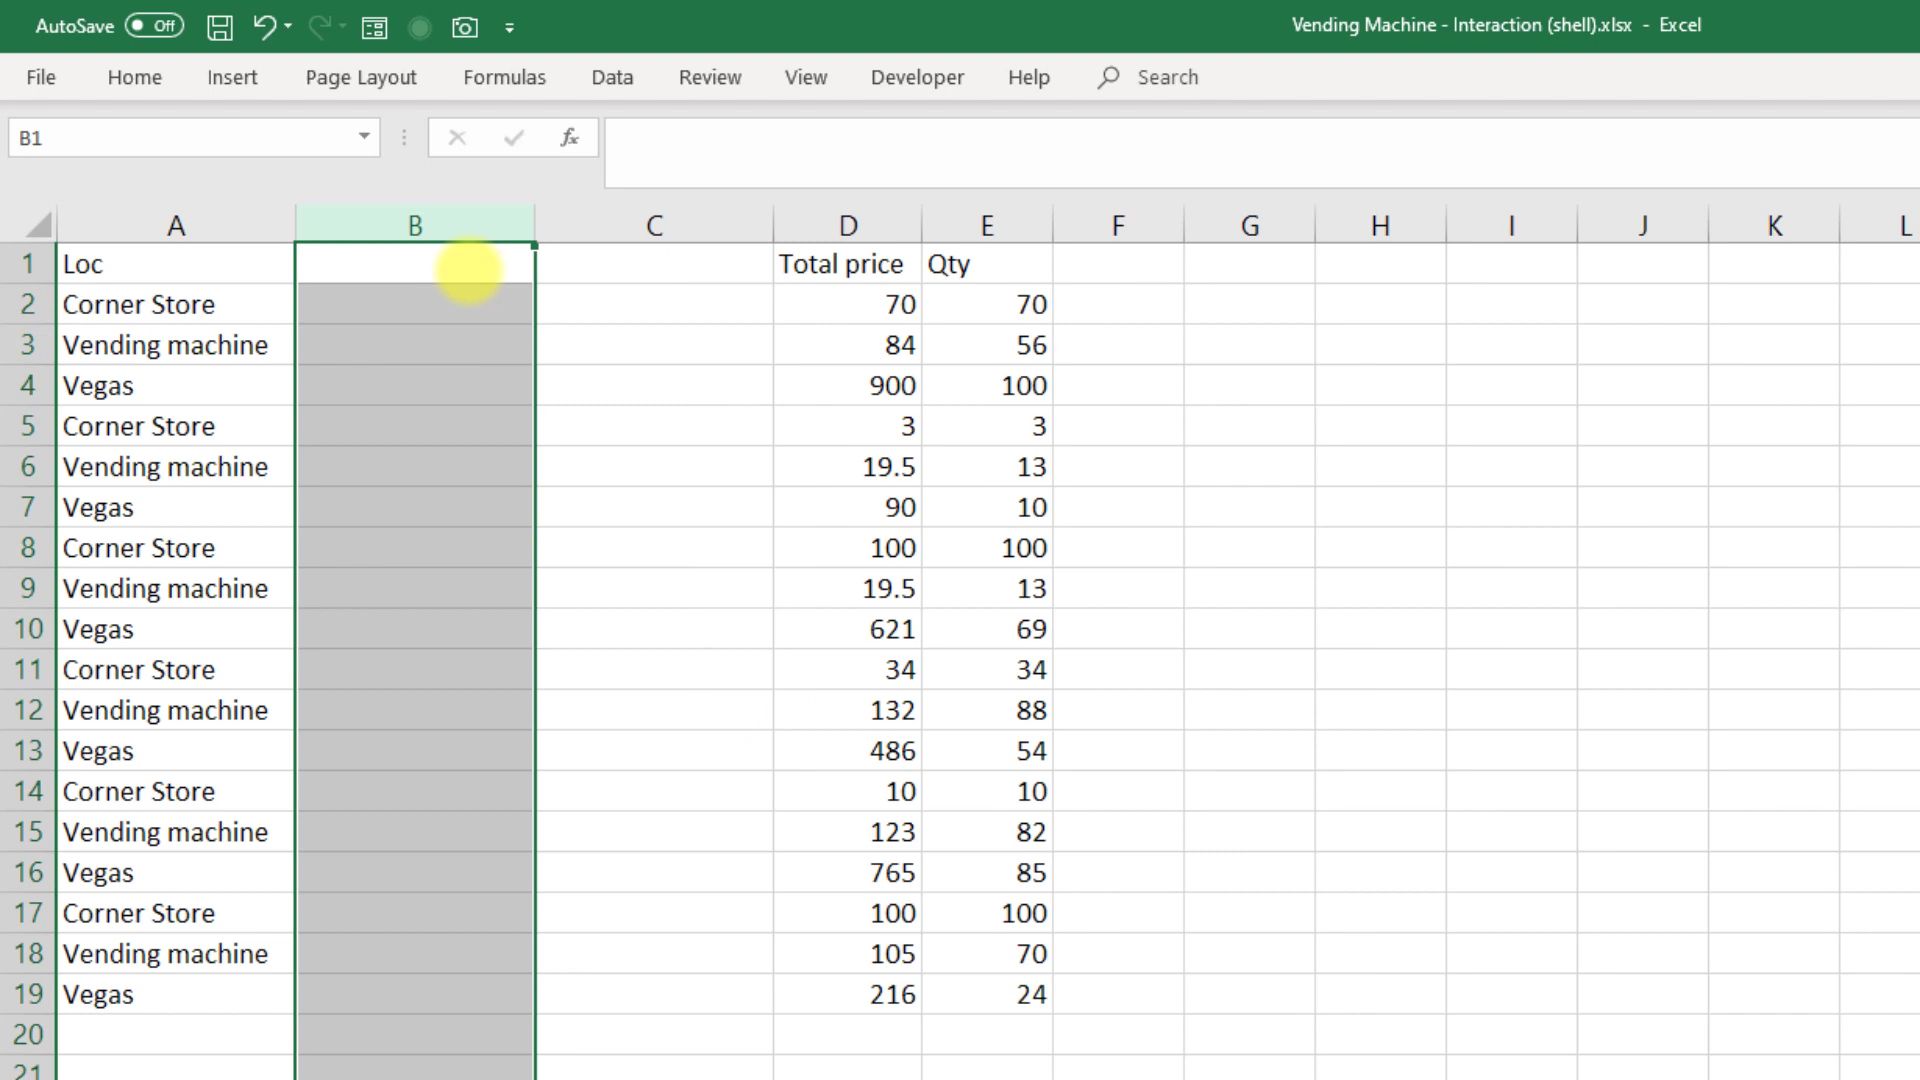 AutoSave Off Vending Machine - Interaction (shell).xlsx - Excel
File Home Insert Page Layout Formulas Data Review View Developer Help Search
B1 fx
A B C D E F G H I J K L
1 Loc Total price Qty
2 Corner Store 70 70
3 Vending machine 84 56
4 Vegas 900 100
5 Corner Store 3 3
6 Vending machine 19.5 13
7 Vegas 90 10
8 Corner Store 100 100
9 Vending machine 19.5 13
10 Vegas 621 69
11 Corner Store 34 34
12 Vending machine 132 88
13 Vegas 486 54
14 Corner Store 10 10
15 Vending machine 123 82
16 Vegas 765 85
17 Corner Store 100 100
18 Vending machine 105 70
19 Vegas 216 24
20
21